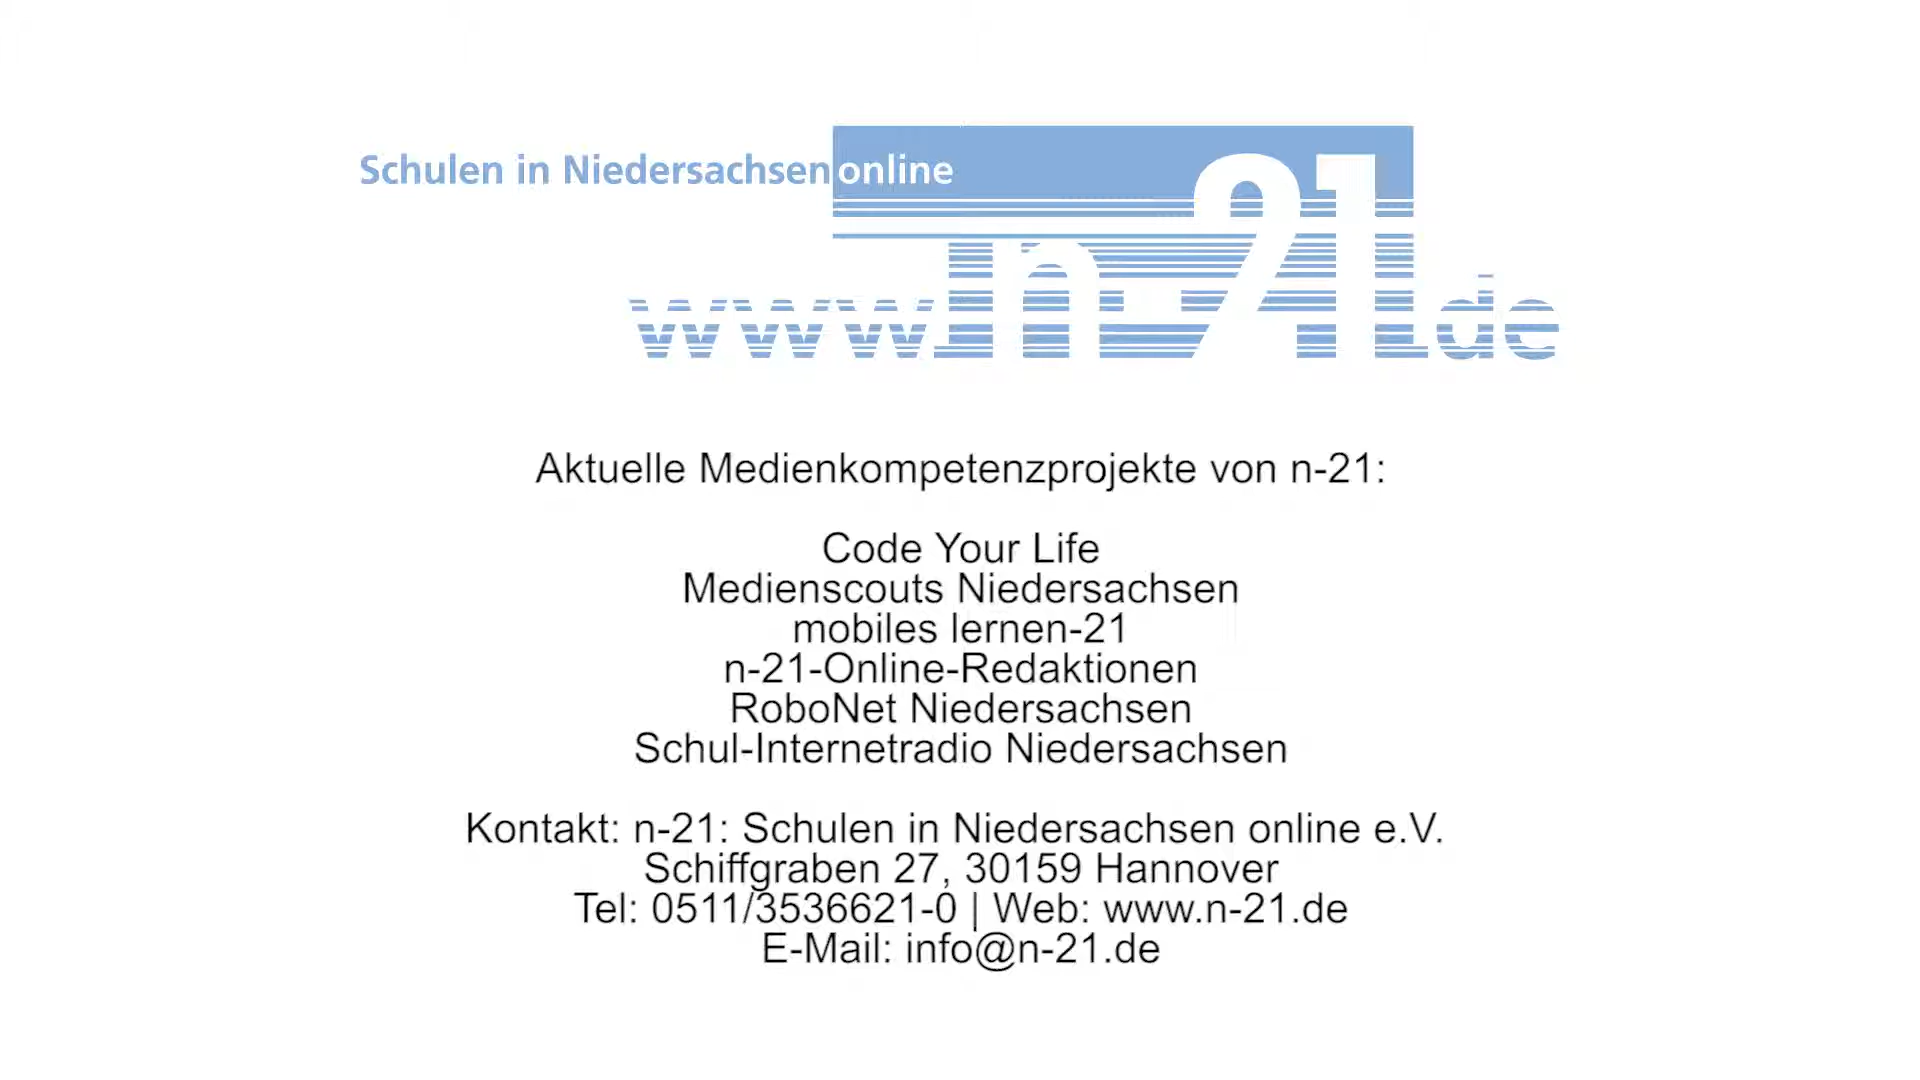 Schulen in Niedersachsen online
www.n-21.de
Aktuelle Medienkompetenzprojekte von n-21:
Code Your Life
Medienscouts Niedersachsen
mobiles lernen-21
n-21-Online-Redaktionen
RoboNet Niedersachsen
Schul-Internetradio Niedersachsen
Kontakt: n-21: Schulen in Niedersachsen online e.V.
Schiffgraben 27, 30159 Hannover
Tel: 0511/3536621-0 | Web: www.n-21.de
E-Mail: info@n-21.de